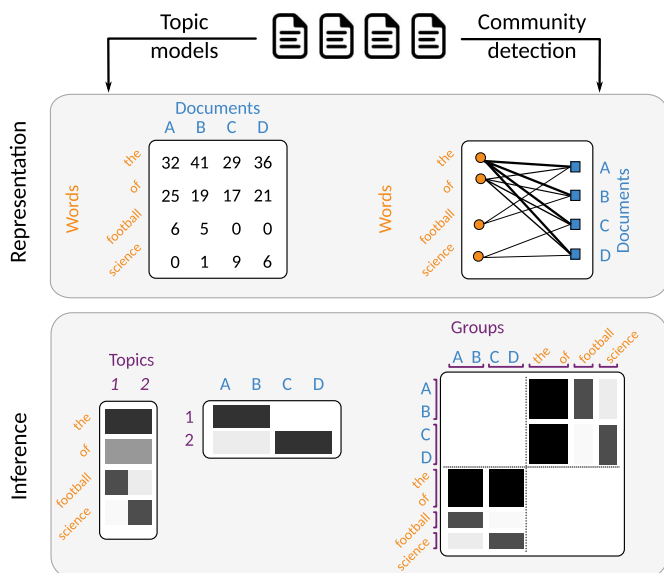 Topic
models
Community
detection
Representation
Documents
A B C D
Words
the
of
football
science
32 41 29 36
25 19 17 21
6 5 0 0
0 1 9 6
Words
the
of
football
science
A
B
C
D
Documents
Inference
Topics
1 2
the
of
football
science
A B C D
1
2
Groups
A B C D the of football science
A
B
C
D
the
of
football
science